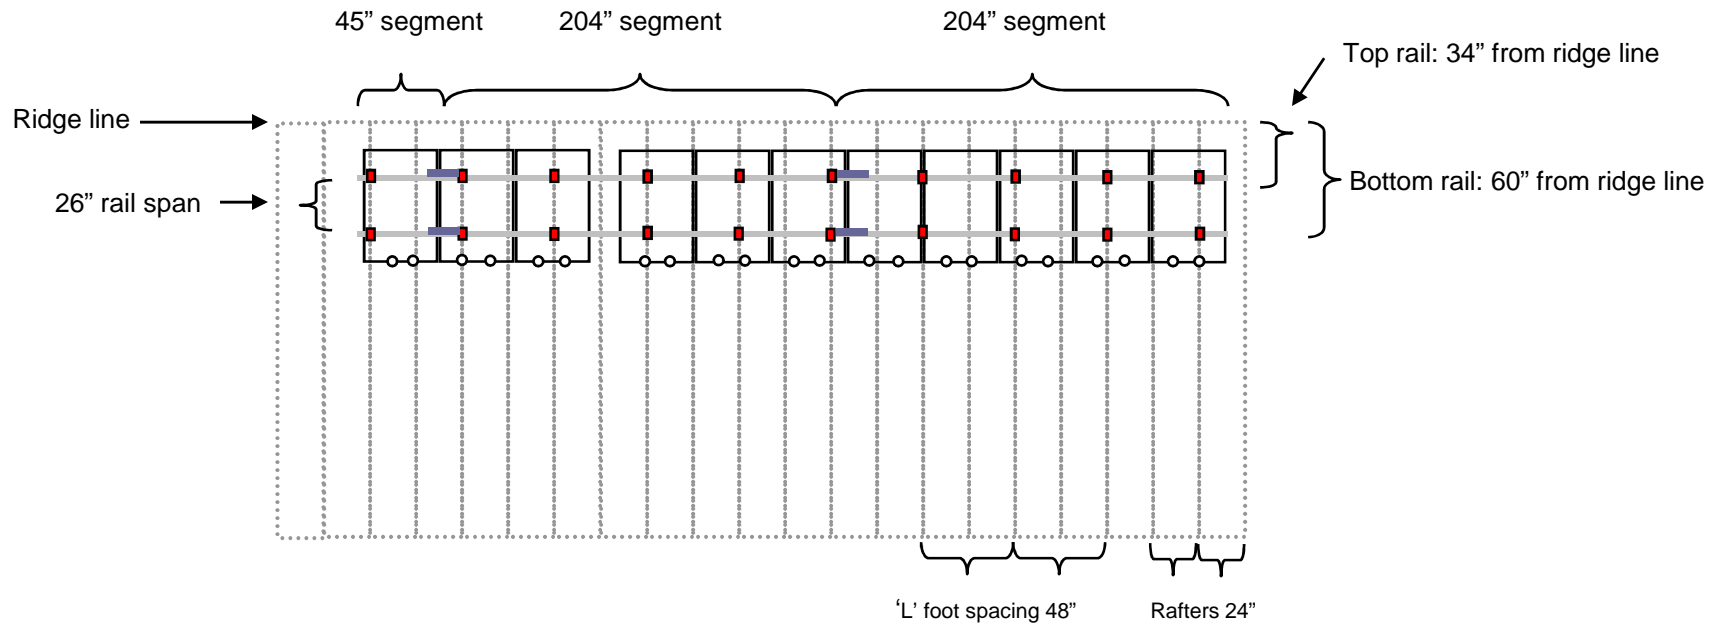 45” segment
204” segment
204” segment
Top rail: 34” from ridge line
Ridge line
26” rail span
Bottom rail: 60” from ridge line
‘L’ foot spacing 48”
Rafters 24”